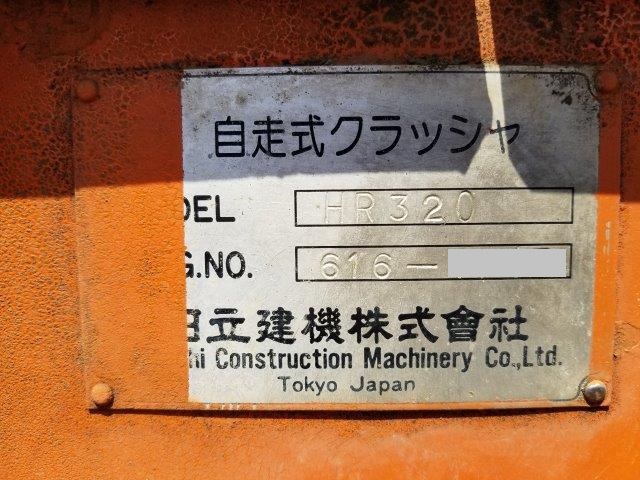 自走式クラッシャ
DEL HR320
G.NO. 616-
日立建機株式會社
hi Construction Machinery Co.,Ltd.
Tokyo Japan